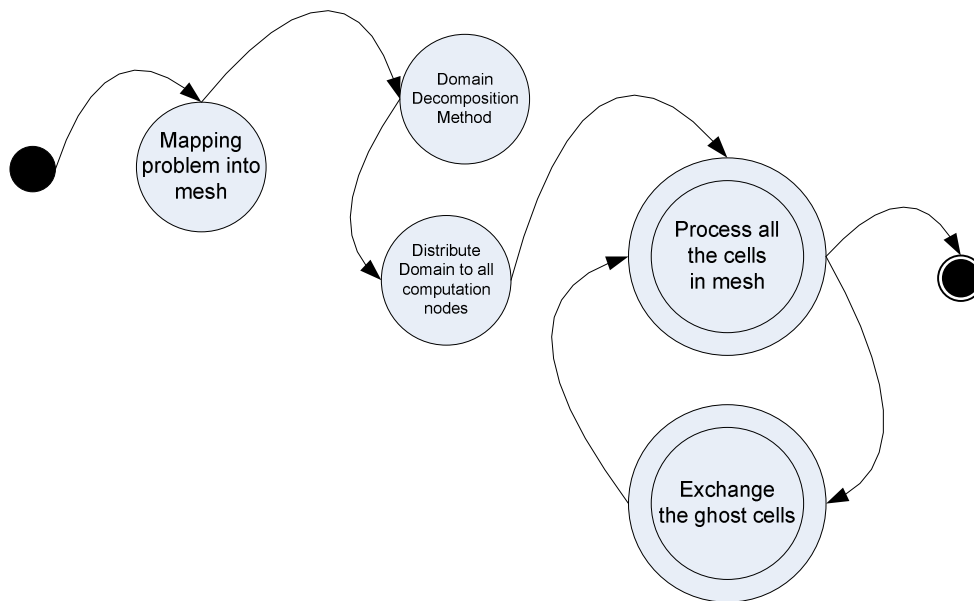 Mapping
problem into
mesh
Domain
Decomposition
Method
Distribute
Domain to all
computation
nodes
Process all
the cells
in mesh
Exchange
the ghost cells